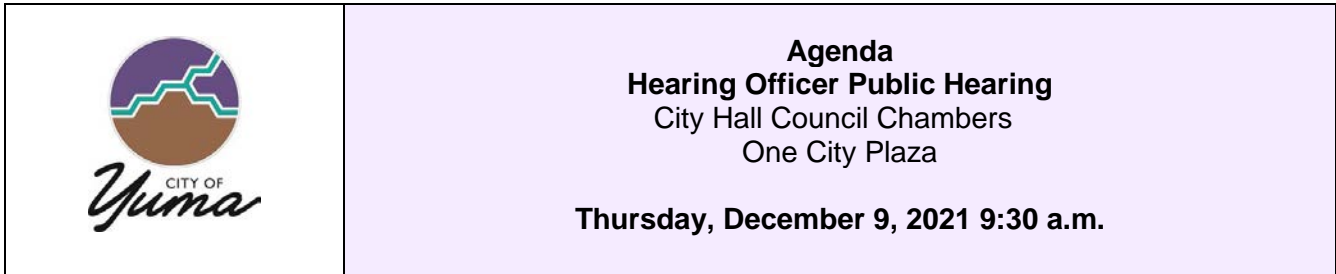 CITY OF
Yuma
Agenda
Hearing Officer Public Hearing
City Hall Council Chambers
One City Plaza
Thursday, December 9, 2021 9:30 a.m.